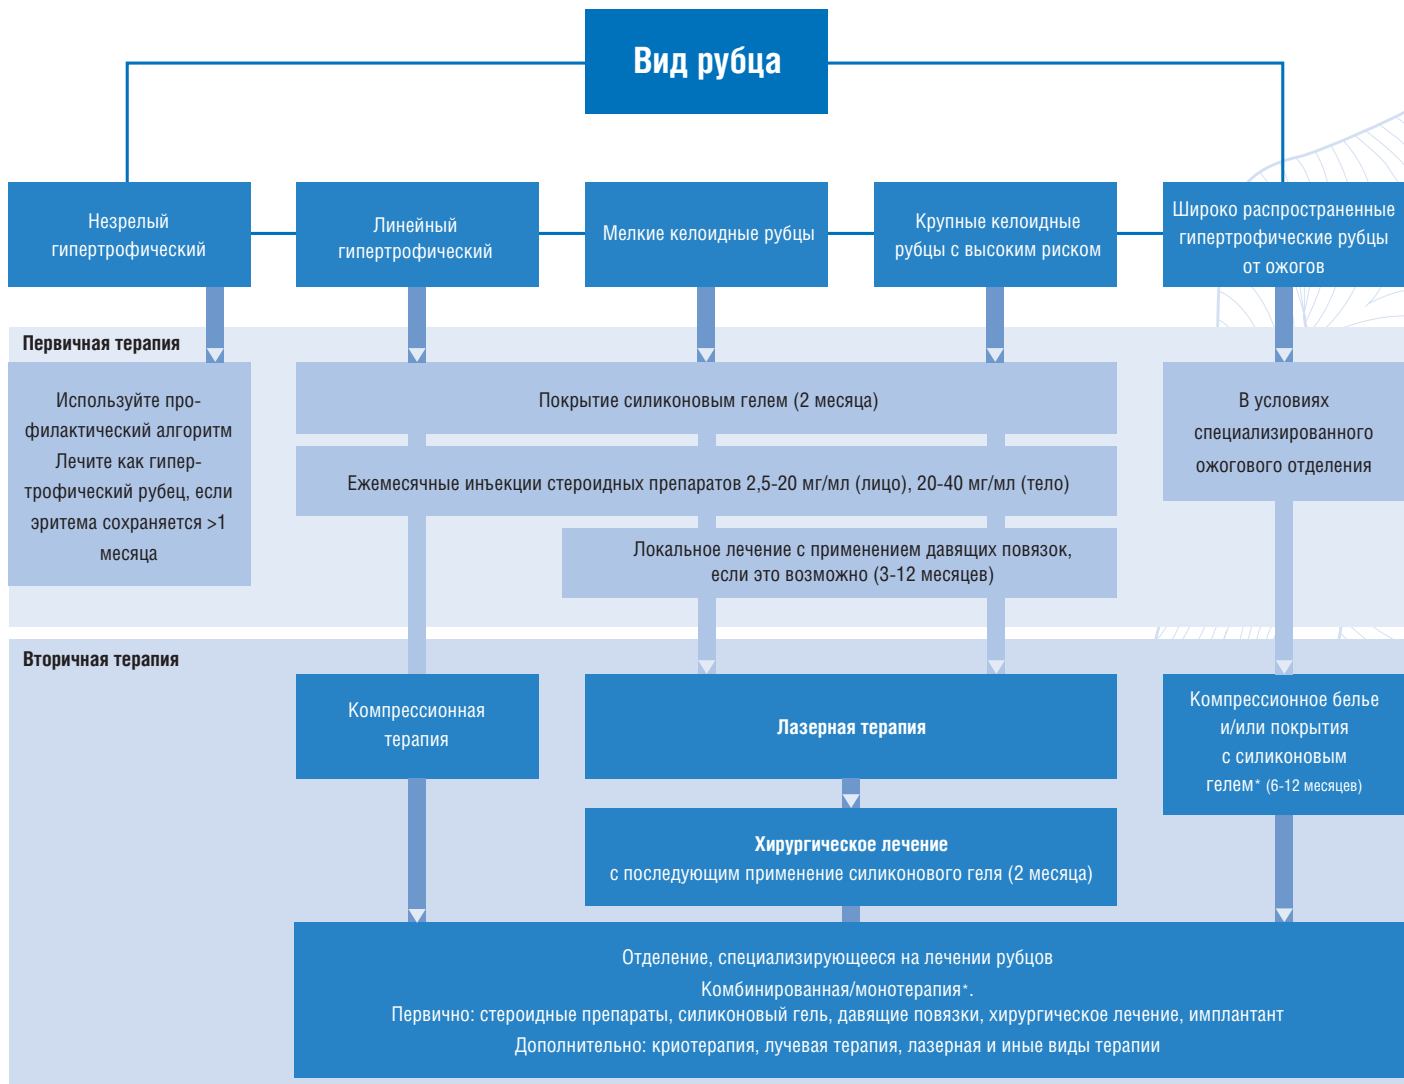 Вид рубца
Незрелый
гипертрофический
Линейный
гипертрофический
Мелкие келоидные рубцы
Крупные келоидные
рубцы с высоким риском
Широко распространенные
гипертрофические рубцы
от ожогов
Первичная терапия
Используйте про-
филактический алгоритм
Лечите как гипер-
трофический рубец, если
эритема сохраняется >1
месяца
Покрытие силиконовым гелем (2 месяца)
Ежемесячные инъекции стероидных препаратов 2,5-20 мг/мл (лицо), 20-40 мг/мл (тело)
Локальное лечение с применением давящих повязок,
если это возможно (3-12 месяцев)
В условиях
специализированного
ожогового отделения
Вторичная терапия
Компрессионная
терапия
Лазерная терапия
Компрессионное белье
и/или покрытия
с силиконовым
гелем* (6-12 месяцев)
Хирургическое лечение
с последующим применение силиконового геля (2 месяца)
Отделение, специализирующееся на лечении рубцов
Комбинированная/монотерапия*.
Первично: стероидные препараты, силиконовый гель, давящие повязки, хирургическое лечение, имплантант
Дополнительно: криотерапия, лучевая терапия, лазерная и иные виды терапии